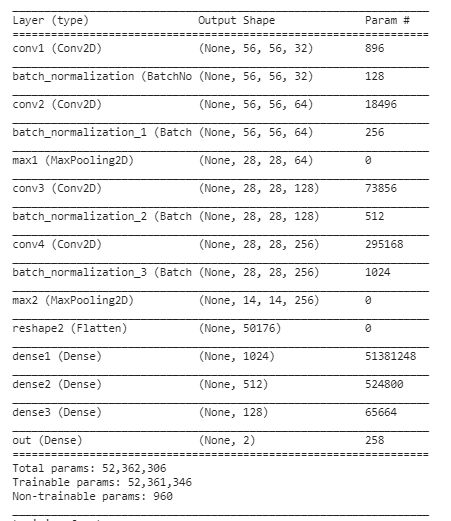 Layer (type) Output Shape Param #
conv1 (Conv2D) (None, 56, 56, 32) 896
batch_normalization (BatchNo (None, 56, 56, 32) 128
conv2 (Conv2D) (None, 56, 56, 64) 18496
batch_normalization_1 (Batch (None, 56, 56, 64) 256
max1 (MaxPooling2D) (None, 28, 28, 64) 0
conv3 (Conv2D) (None, 28, 28, 128) 73856
batch_normalization_2 (Batch (None, 28, 28, 128) 512
conv4 (Conv2D) (None, 28, 28, 256) 295168
batch_normalization_3 (Batch (None, 28, 28, 256) 1024
max2 (MaxPooling2D) (None, 14, 14, 256) 0
reshape2 (Flatten) (None, 50176) 0
dense1 (Dense) (None, 1024) 51381248
dense2 (Dense) (None, 512) 524800
dense3 (Dense) (None, 128) 65664
out (Dense) (None, 2) 258
Total params: 52,362,306
Trainable params: 52,361,346
Non-trainable params: 960